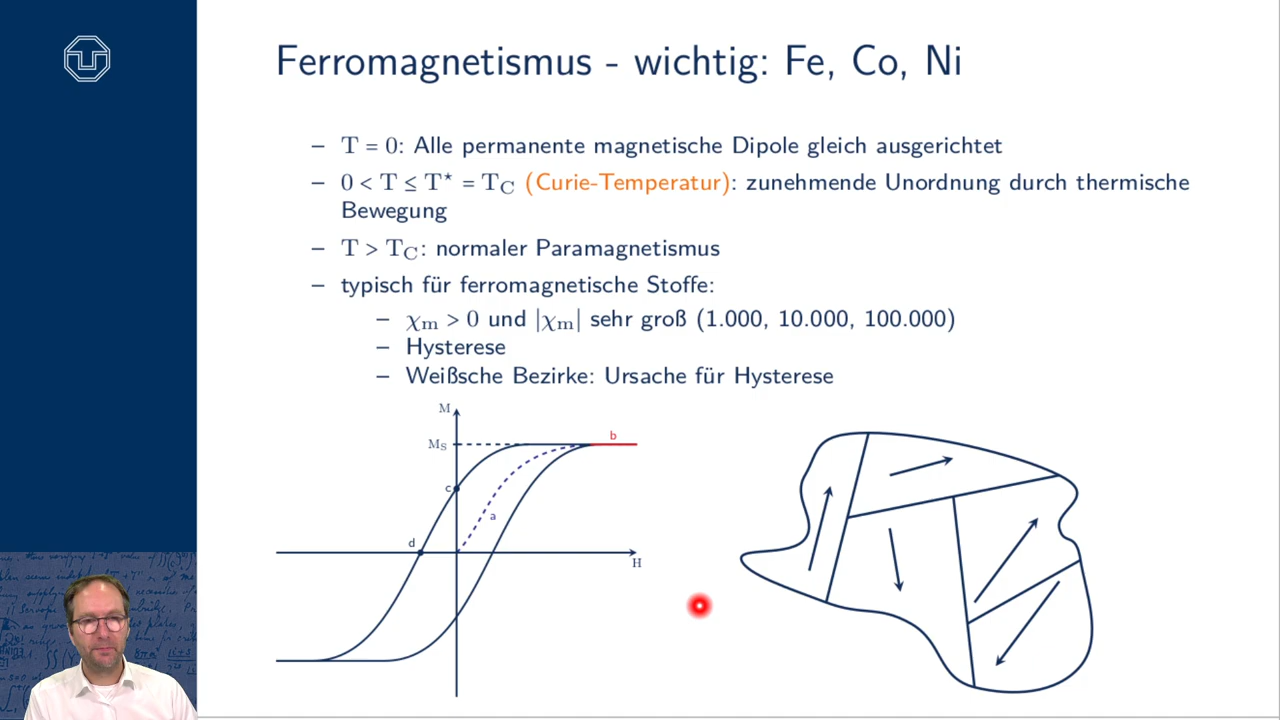 Ferromagnetismus - wichtig: Fe, Co, Ni
– T = 0: Alle permanente magnetische Dipole gleich ausgerichtet
– 0 < T ≤ T⋆ = T_C (Curie-Temperatur): zunehmende Unordnung durch thermische
Bewegung
– T > T_C: normaler Paramagnetismus
– typisch für ferromagnetische Stoffe:
– χ_m > 0 und |χ_m| sehr groß (1.000, 10.000, 100.000)
– Hysterese
– Weißsche Bezirke: Ursache für Hysterese
M
M_S
b
c
a
d
H